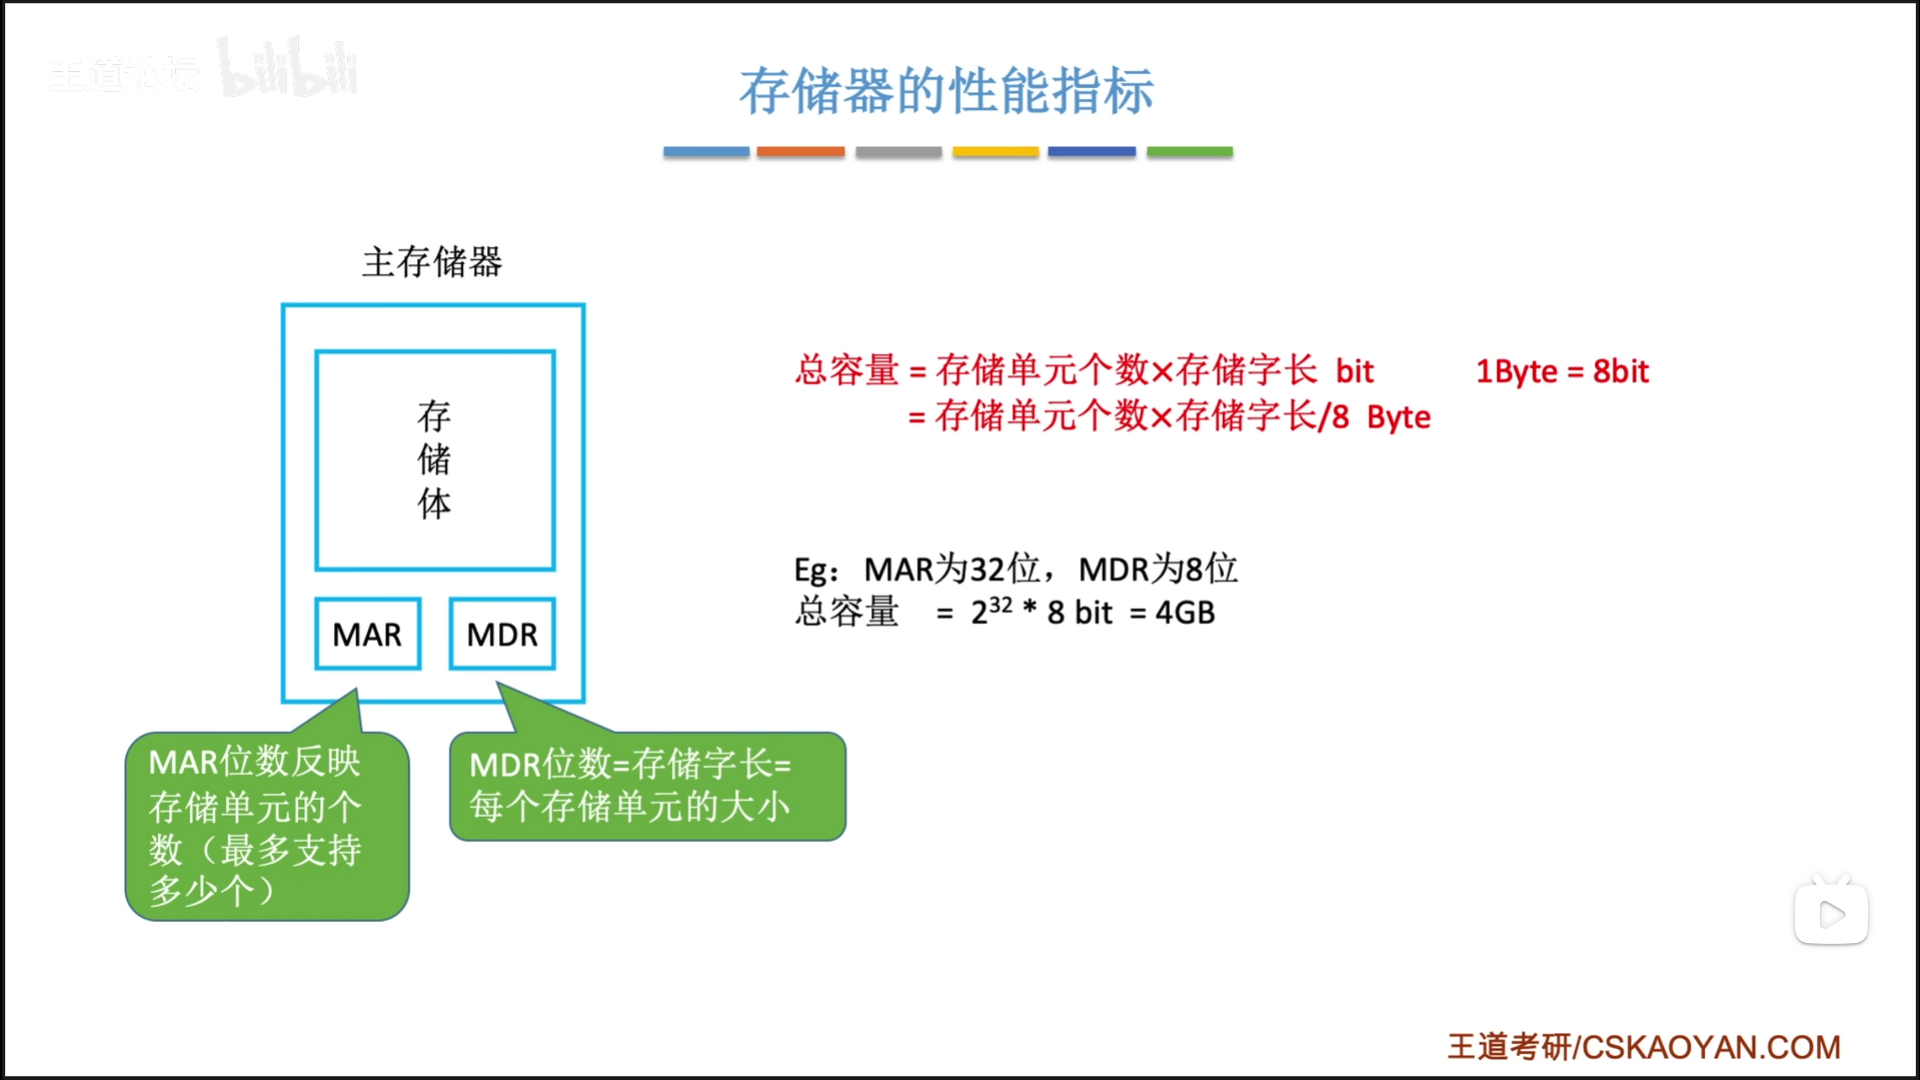 王道论坛 bilibili
存储器的性能指标
主存储器
存
储
体
MAR
MDR
MAR位数反映
存储单元的个
数（最多支持
多少个）
MDR位数=存储字长=
每个存储单元的大小
总容量 = 存储单元个数×存储字长 bit 1Byte = 8bit
= 存储单元个数×存储字长/8 Byte
Eg：MAR为32位，MDR为8位
总容量 = 2³² * 8 bit = 4GB
王道考研/CSKAOYAN.COM